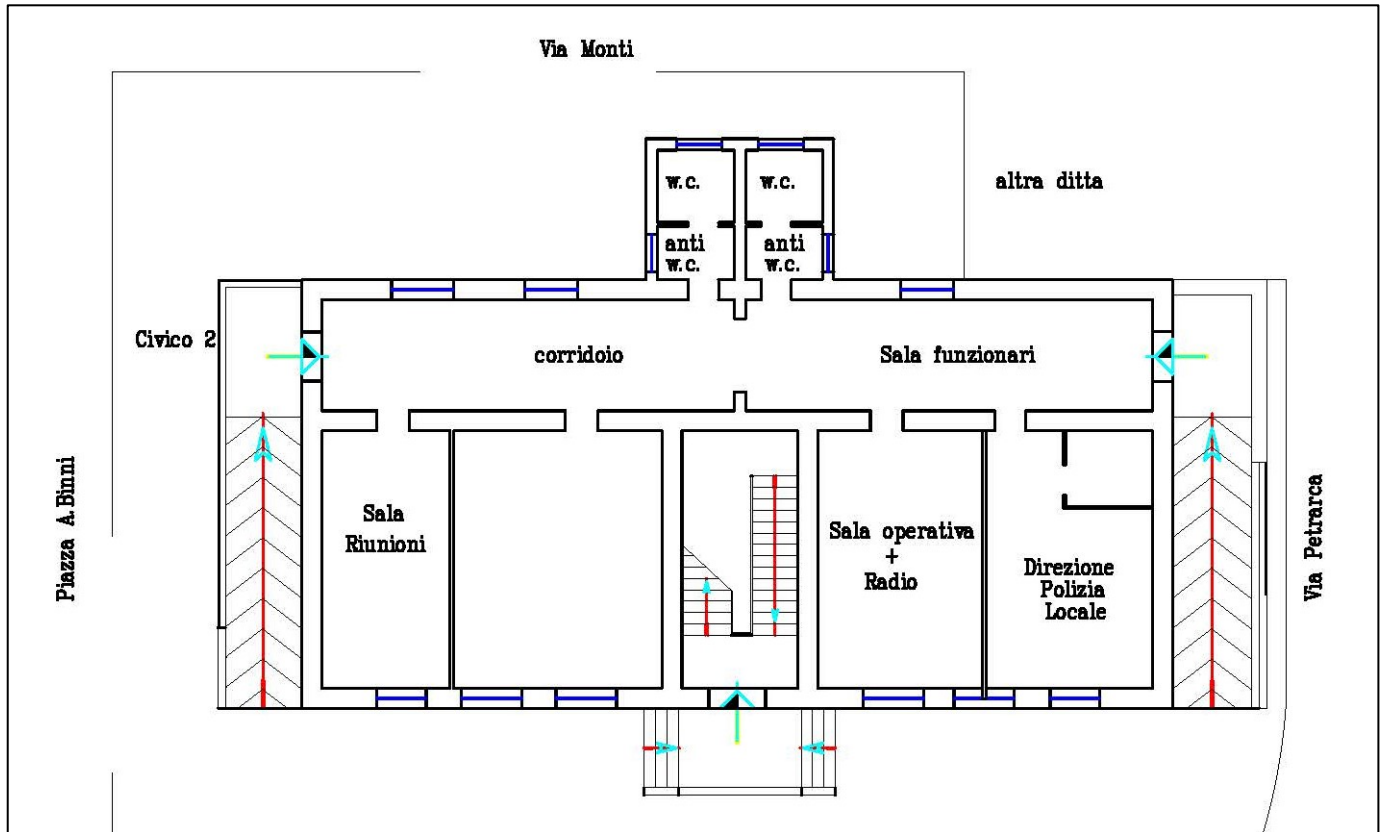 Via Monti
w.c.
w.c.
altra ditta
anti
w.c.
anti
w.c.
Civico 2
corridoio
Sala funzionari
Piazza A.Binni
Sala
Riunioni
Sala operativa
+
Radio
Direzione
Polizia
Locale
Via Petrarca